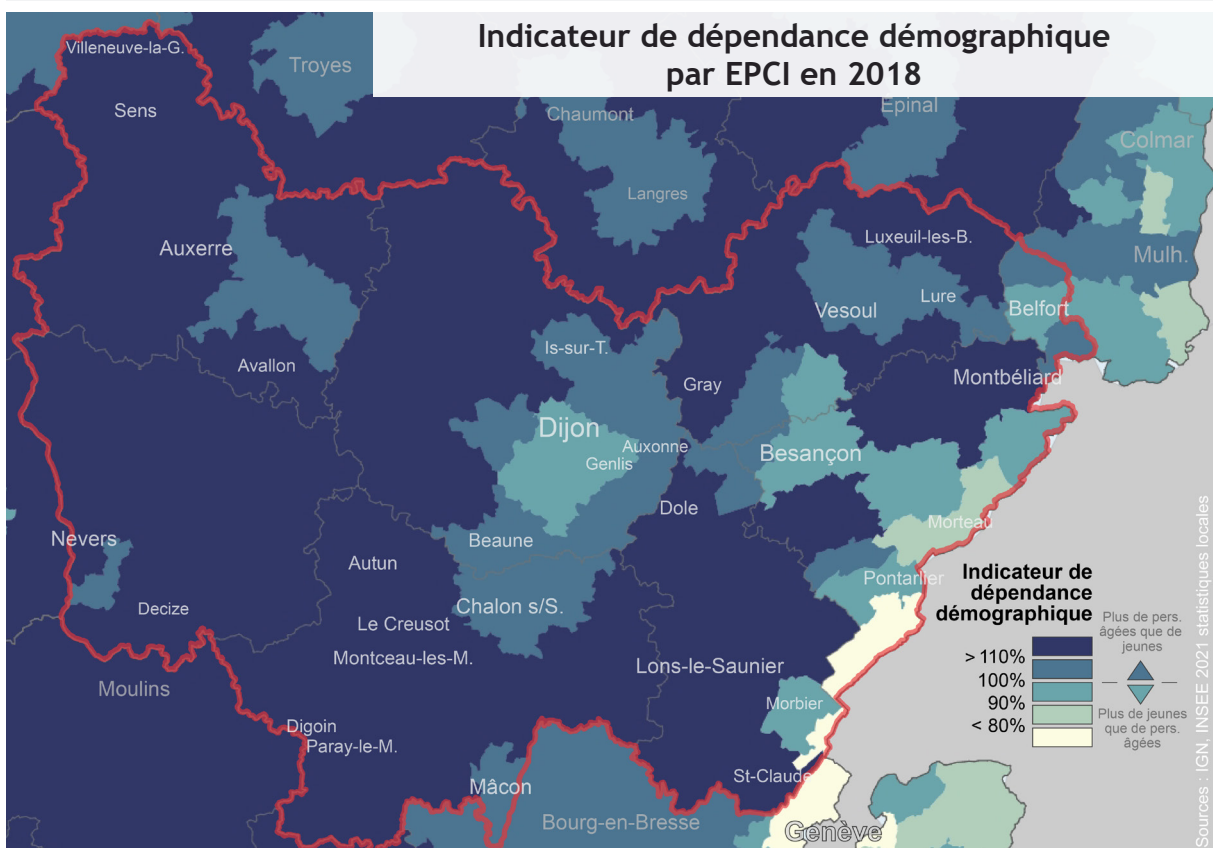 Indicateur de dépendance démographique
par EPCI en 2018
Villeneuve-la-G.
Troyes
Sens
Chaumont
Epinal
Colmar
Langres
Auxerre
Luxeuil-les-B.
Mulh.
Vesoul
Lure
Belfort
Is-sur-T.
Avallon
Gray
Montbéliard
Dijon
Auxonne
Genlis
Besançon
Dole
Morteau
Nevers
Beaune
Autun
Pontarlier
Decize
Chalon s/S.
Le Creusot
Montceau-les-M.
Lons-le-Saunier
Moulins
Morbier
Digoin
Paray-le-M.
St-Claude
Mâcon
Bourg-en-Bresse
Genève
Indicateur de
dépendance
démographique
> 110%
100%
90%
< 80%
Plus de pers.
âgées que de
jeunes
Plus de jeunes
que de pers.
âgées
Sources : IGN, INSEE 2021 statistiques locales